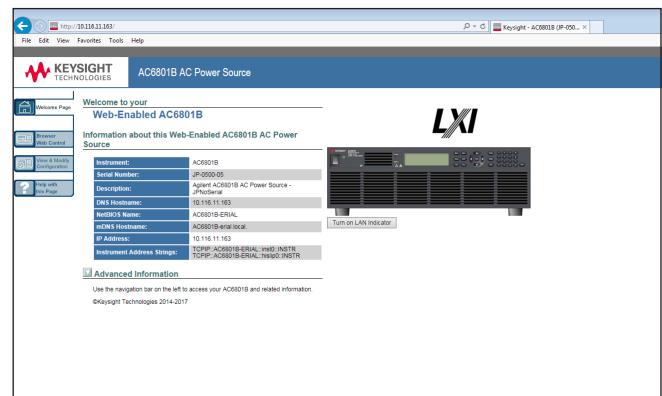 http://10.116.11.163/
Keysight - AC6801B (JP-050...
File Edit View Favorites Tools Help
KEYSIGHT
TECHNOLOGIES
AC6801B AC Power Source
Welcome Page
Browser
Web Control
View & Modify
Configuration
Help with
this Page
Welcome to your
Web-Enabled AC6801B
Information about this Web-Enabled AC6801B AC Power
Source
Instrument: AC6801B
Serial Number: JP-0500-05
Description: Agilent AC6801B AC Power Source -
JPNoSerial
DNS Hostname: 10.116.11.163
NetBIOS Name: AC6801B-ERIAL
mDNS Hostname: AC6801B-erial.local.
IP Address: 10.116.11.163
Instrument Address Strings: TCPIP::AC6801B-ERIAL::inst0::INSTR
TCPIP::AC6801B-ERIAL::hislip0::INSTR
Advanced Information
Use the navigation bar on the left to access your AC6801B and related information.
©Keysight Technologies 2014-2017
LXI
Turn on LAN Indicator